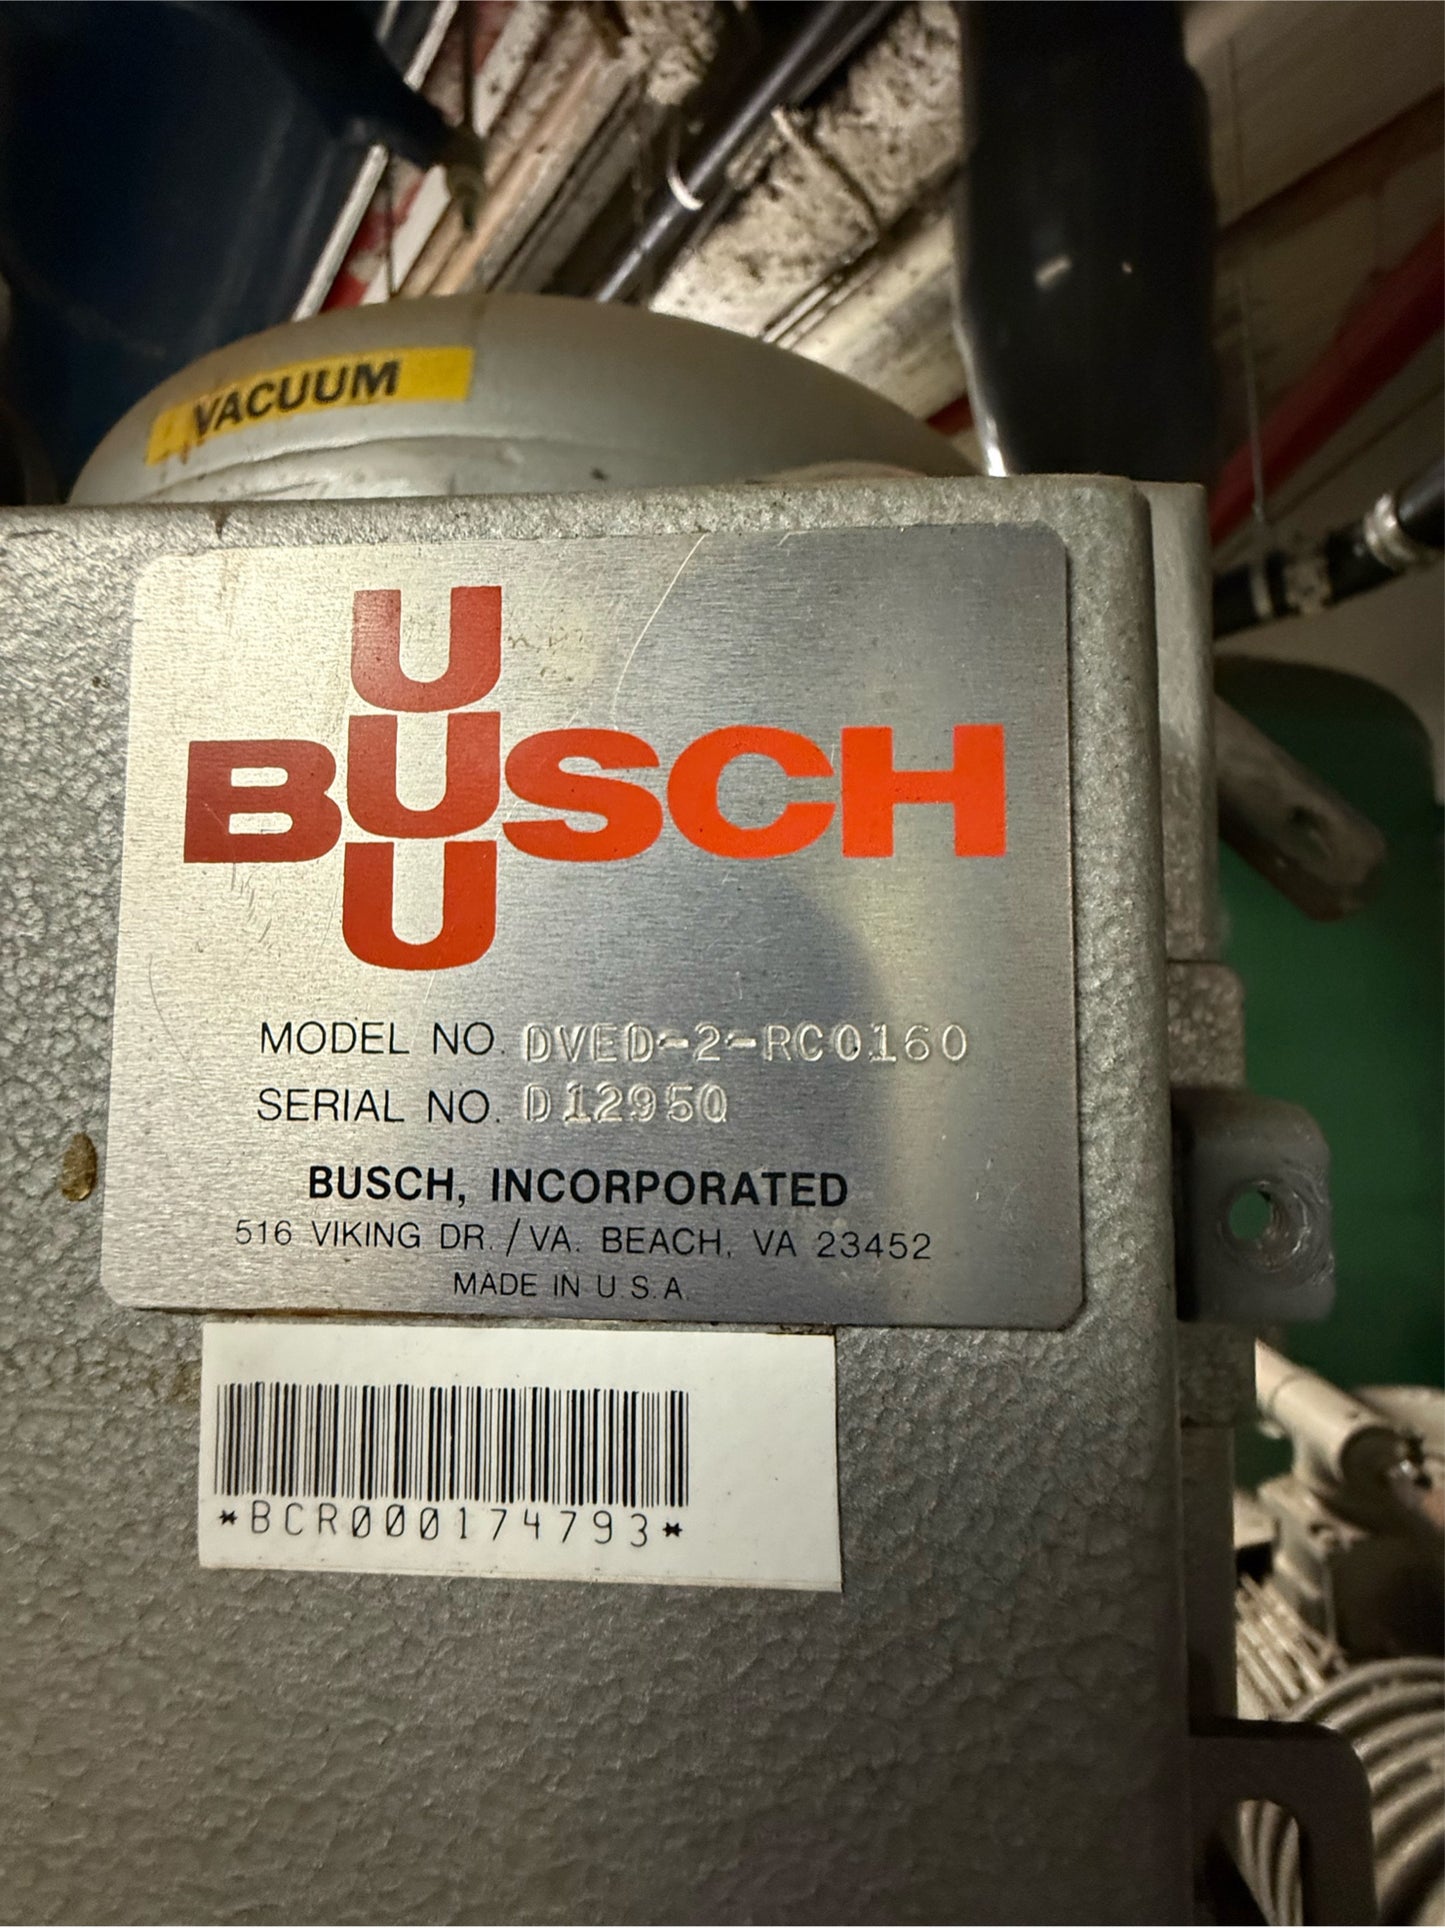 VACUUM
U
BUSCH
U
MODEL NO. DVED-2-RC0160
SERIAL NO. D12950
BUSCH, INCORPORATED
516 VIKING DR. / VA. BEACH, VA 23452
MADE IN U.S.A.
*BCR000174793*